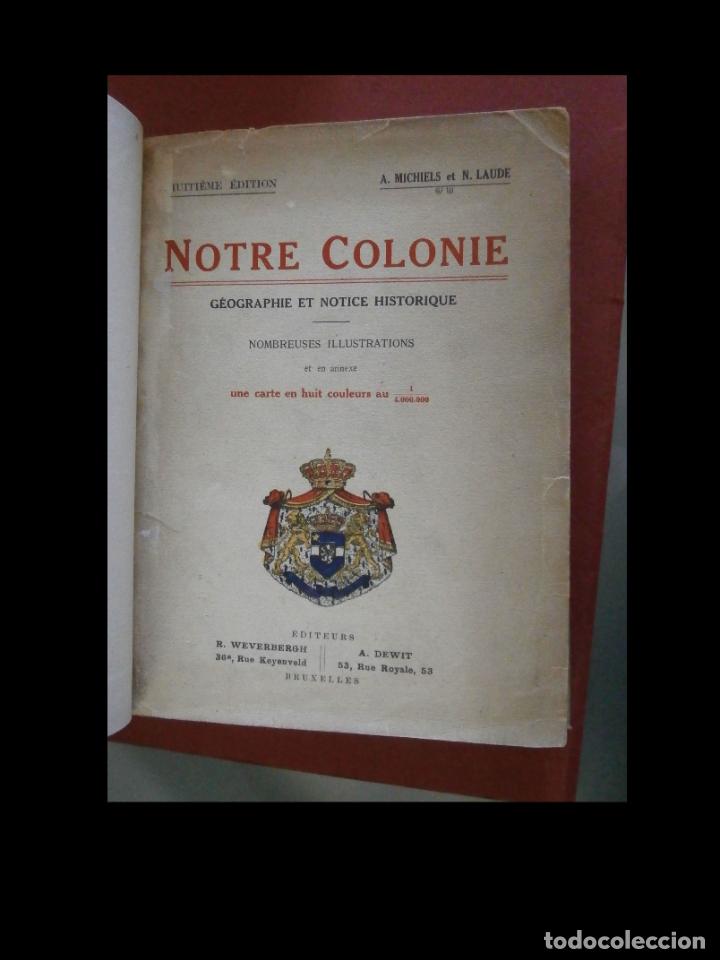 HUITIÈME ÉDITION
A. MICHIELS et N. LAUDE
NOTRE COLONIE
GÉOGRAPHIE ET NOTICE HISTORIQUE
NOMBREUSES ILLUSTRATIONS
et en annexe
une carte en huit couleurs au 1/4.000.000
ÉDITEURS
R. WEVERBERGH
36a, Rue Keyenveld
A. DEWIT
53, Rue Royale, 53
BRUXELLES
todocoleccion
todocoleccion.net